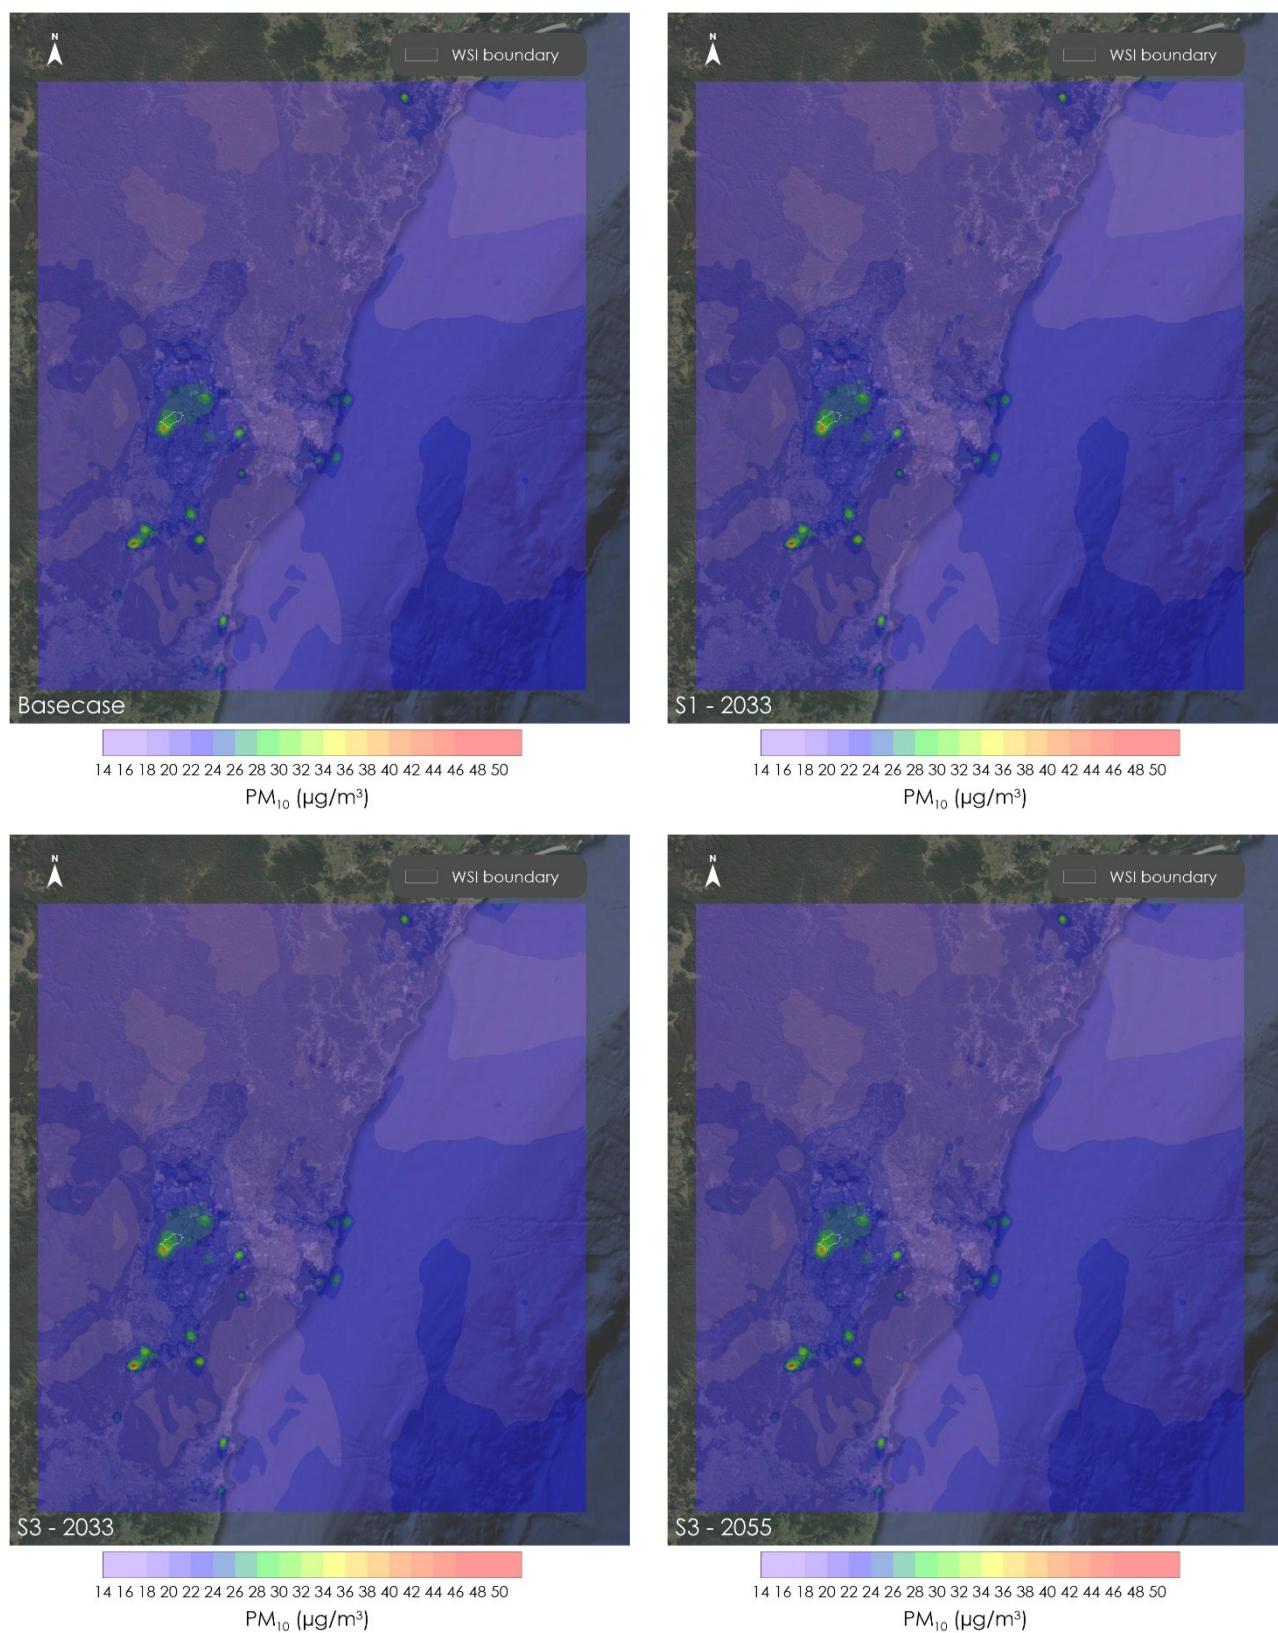 N
WSI boundary
Basecase
14 16 18 20 22 24 26 28 30 32 34 36 38 40 42 44 46 48 50
PM₁₀ (µg/m³)
N
WSI boundary
S1 - 2033
14 16 18 20 22 24 26 28 30 32 34 36 38 40 42 44 46 48 50
PM₁₀ (µg/m³)
N
WSI boundary
S3 - 2033
14 16 18 20 22 24 26 28 30 32 34 36 38 40 42 44 46 48 50
PM₁₀ (µg/m³)
N
WSI boundary
S3 - 2055
14 16 18 20 22 24 26 28 30 32 34 36 38 40 42 44 46 48 50
PM₁₀ (µg/m³)